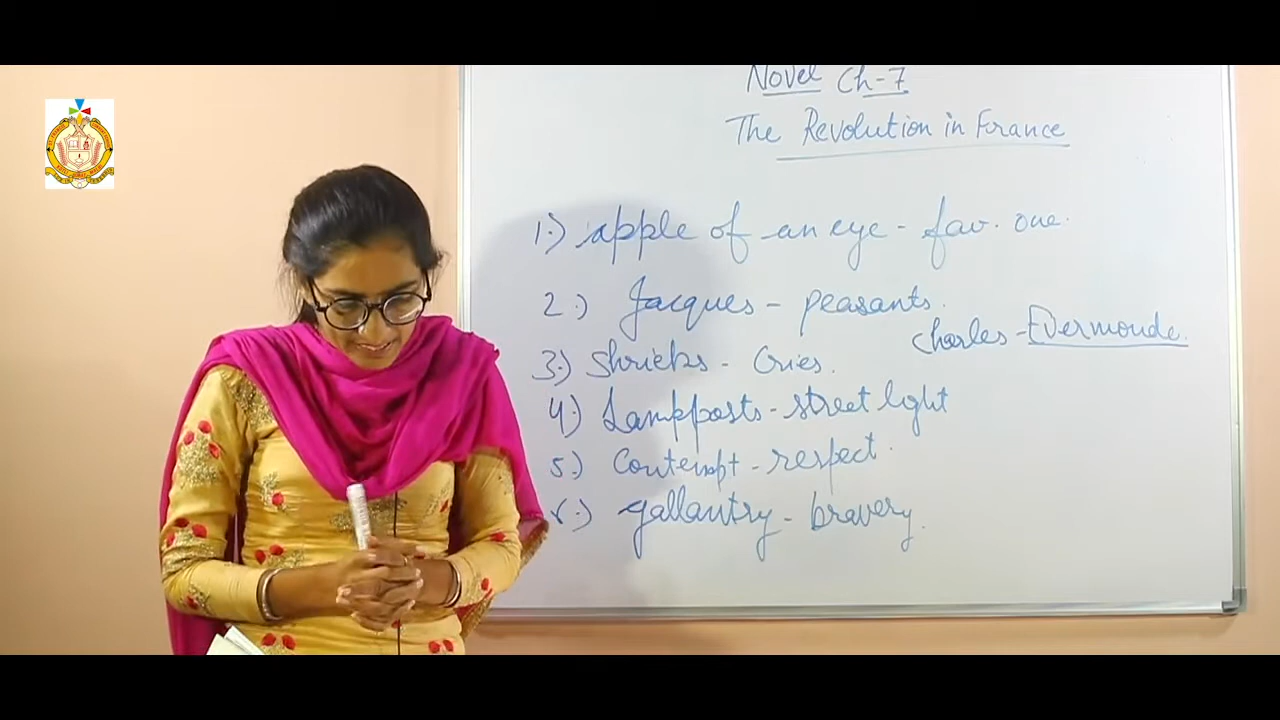 Novel Ch-7
The Revolution in France
1.) apple of an eye - fav. one.
2.) Jacques - peasants.
Charles - Evermonde.
3.) Shrieks - Cries.
4.) Lampposts - street light
5.) Contempt - respect.
6.) gallantry - bravery.